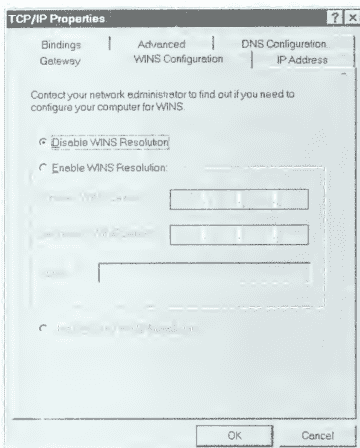 TCP/IP Properties
Bindings Advanced DNS Configuration
Gateway WINS Configuration IP Address
Contact your network administrator to find out if you need to
configure your computer for WINS.
Disable WINS Resolution
Enable WINS Resolution:
OK Cancel